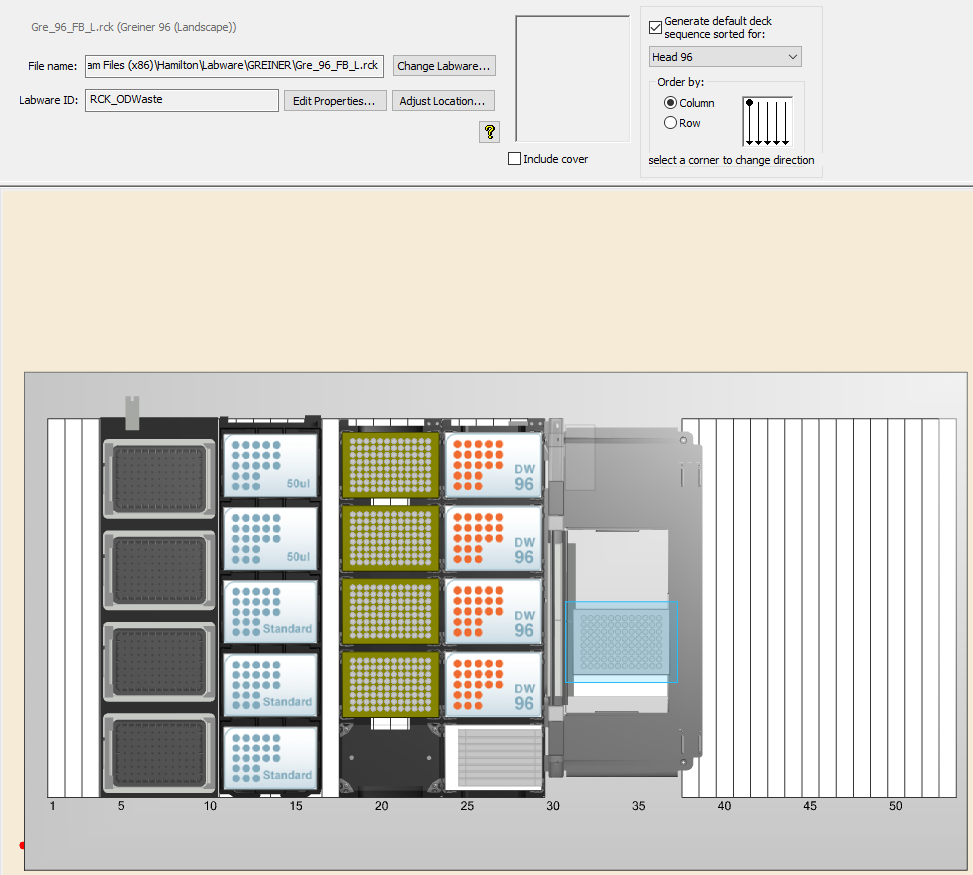 Gre_96_FB_L.rck (Greiner 96 (Landscape))
File name: am Files (x86)\Hamilton\Labware\GREINER\Gre_96_FB_L.rck Change Labware...
Labware ID: RCK_ODWaste Edit Properties... Adjust Location...
?
Include cover
Generate default deck
sequence sorted for:
Head 96
Order by:
Column
Row
select a corner to change direction
50ul
DW
96
50ul
DW
96
Standard
DW
96
Standard
DW
96
Standard
1 5 10 15 20 25 30 35 40 45 50